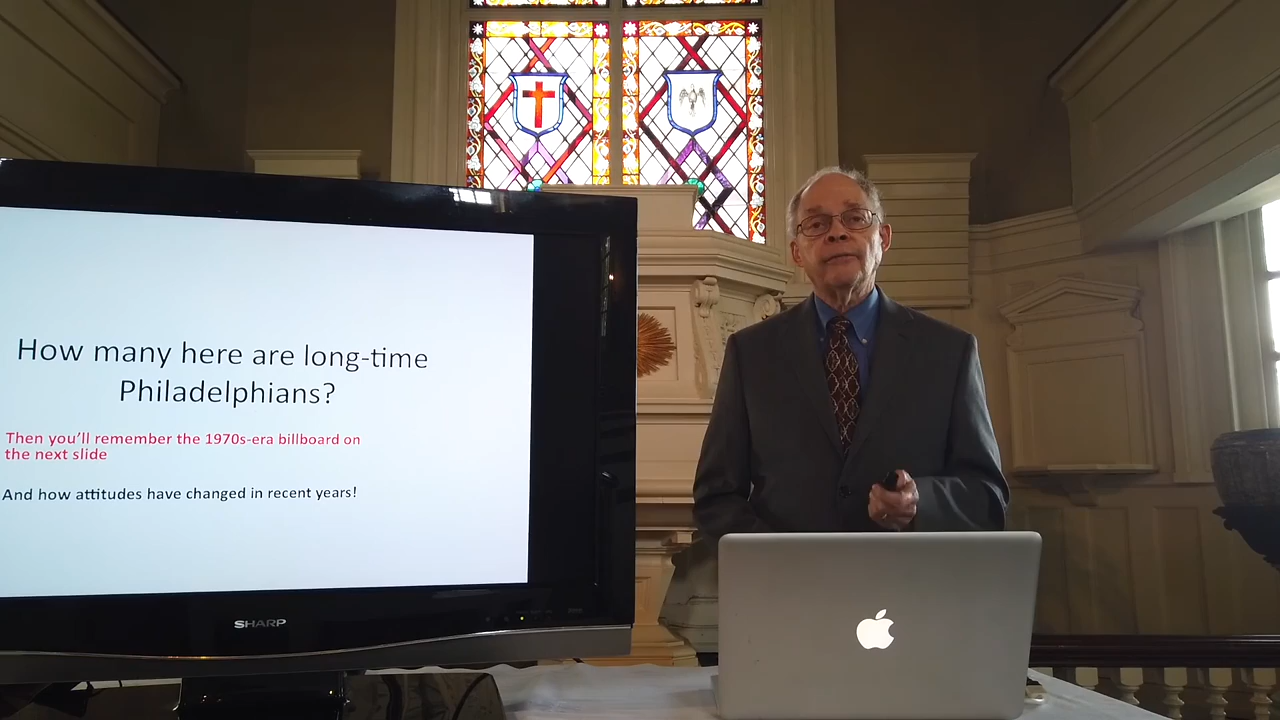 How many here are long-time
Philadelphians?
Then you'll remember the 1970s-era billboard on
the next slide
And how attitudes have changed in recent years!
SHARP